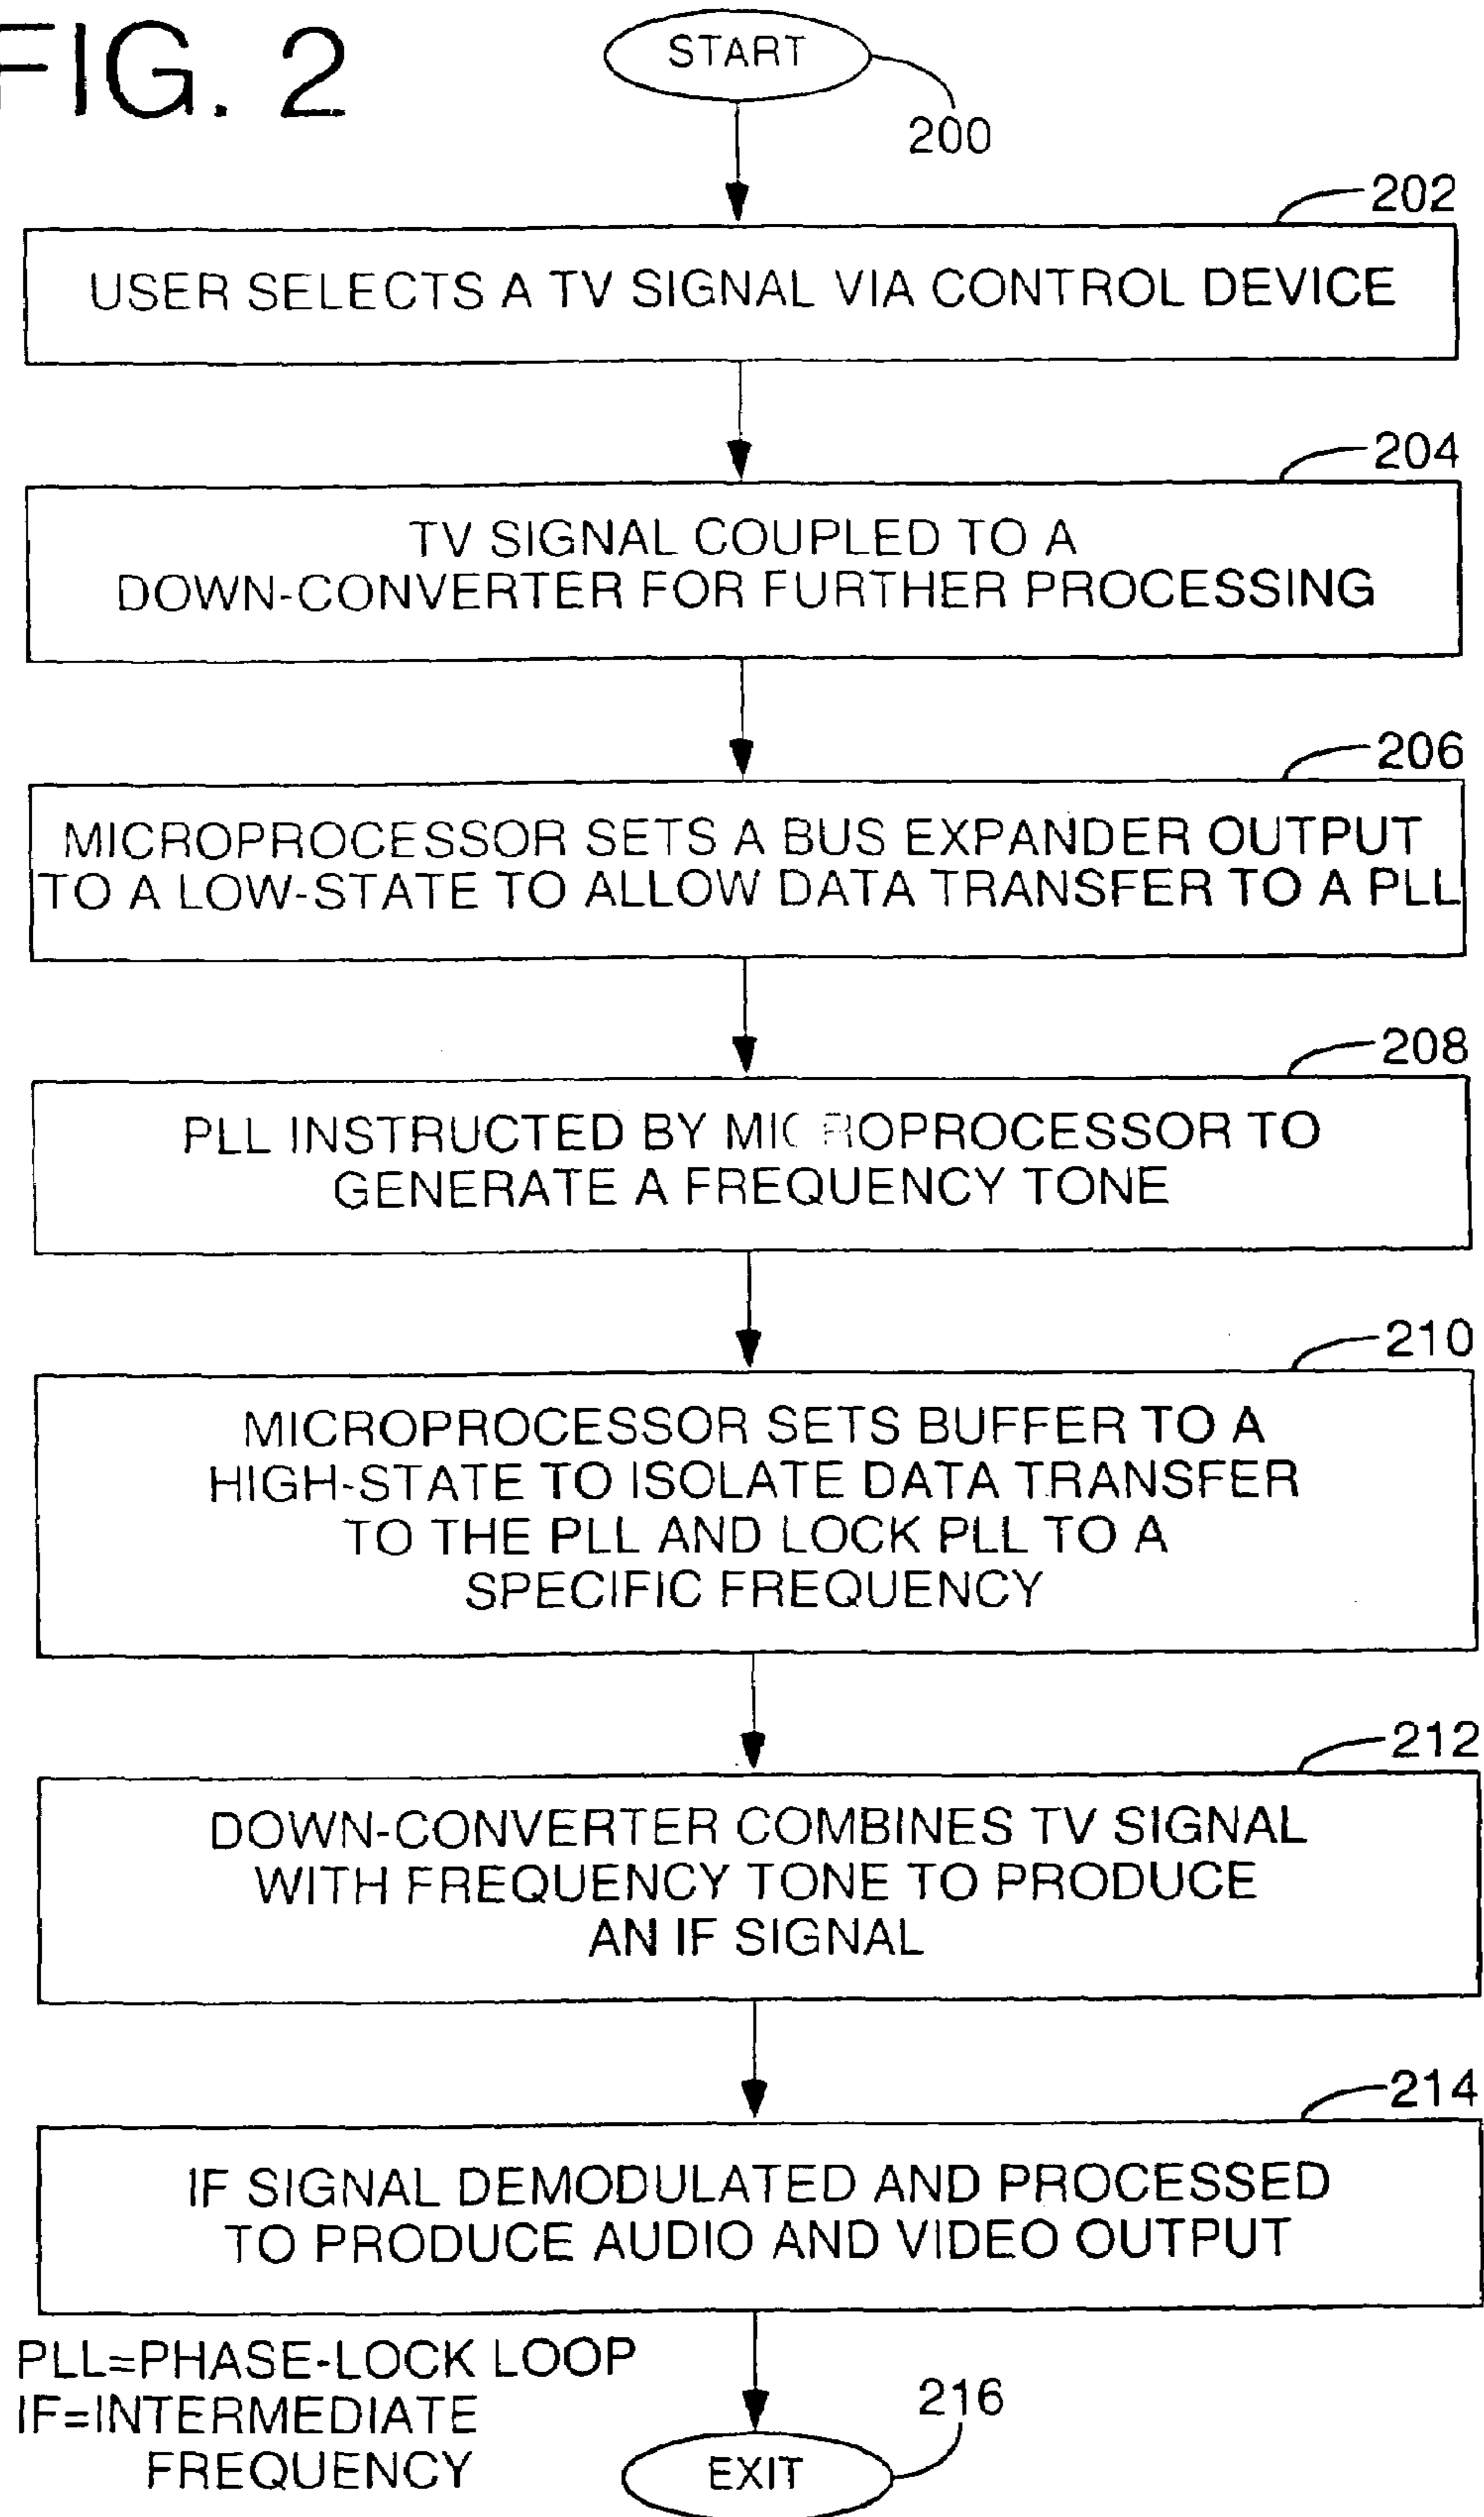 FIG. 2
START
200
202
USER SELECTS A TV SIGNAL VIA CONTROL DEVICE
204
TV SIGNAL COUPLED TO A
DOWN-CONVERTER FOR FURTHER PROCESSING
206
MICROPROCESSOR SETS A BUS EXPANDER OUTPUT
TO A LOW-STATE TO ALLOW DATA TRANSFER TO A PLL
208
PLL INSTRUCTED BY MICROPROCESSOR TO
GENERATE A FREQUENCY TONE
210
MICROPROCESSOR SETS BUFFER TO A
HIGH-STATE TO ISOLATE DATA TRANSFER
TO THE PLL AND LOCK PLL TO A
SPECIFIC FREQUENCY
212
DOWN-CONVERTER COMBINES TV SIGNAL
WITH FREQUENCY TONE TO PRODUCE
AN IF SIGNAL
214
IF SIGNAL DEMODULATED AND PROCESSED
TO PRODUCE AUDIO AND VIDEO OUTPUT
PLL=PHASE-LOCK LOOP
IF=INTERMEDIATE
FREQUENCY
216
EXIT